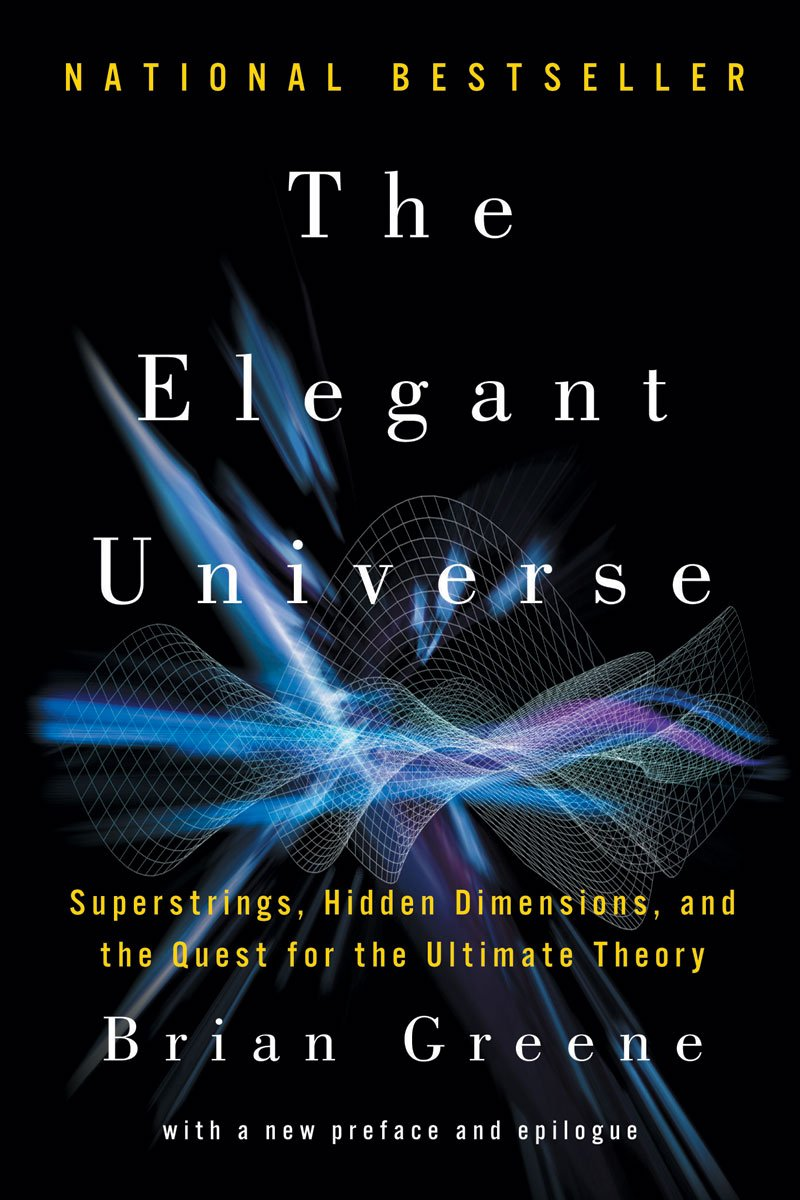 NATIONAL BESTSELLER
The
Elegant
Universe
Superstrings, Hidden Dimensions, and
the Quest for the Ultimate Theory
Brian Greene
with a new preface and epilogue